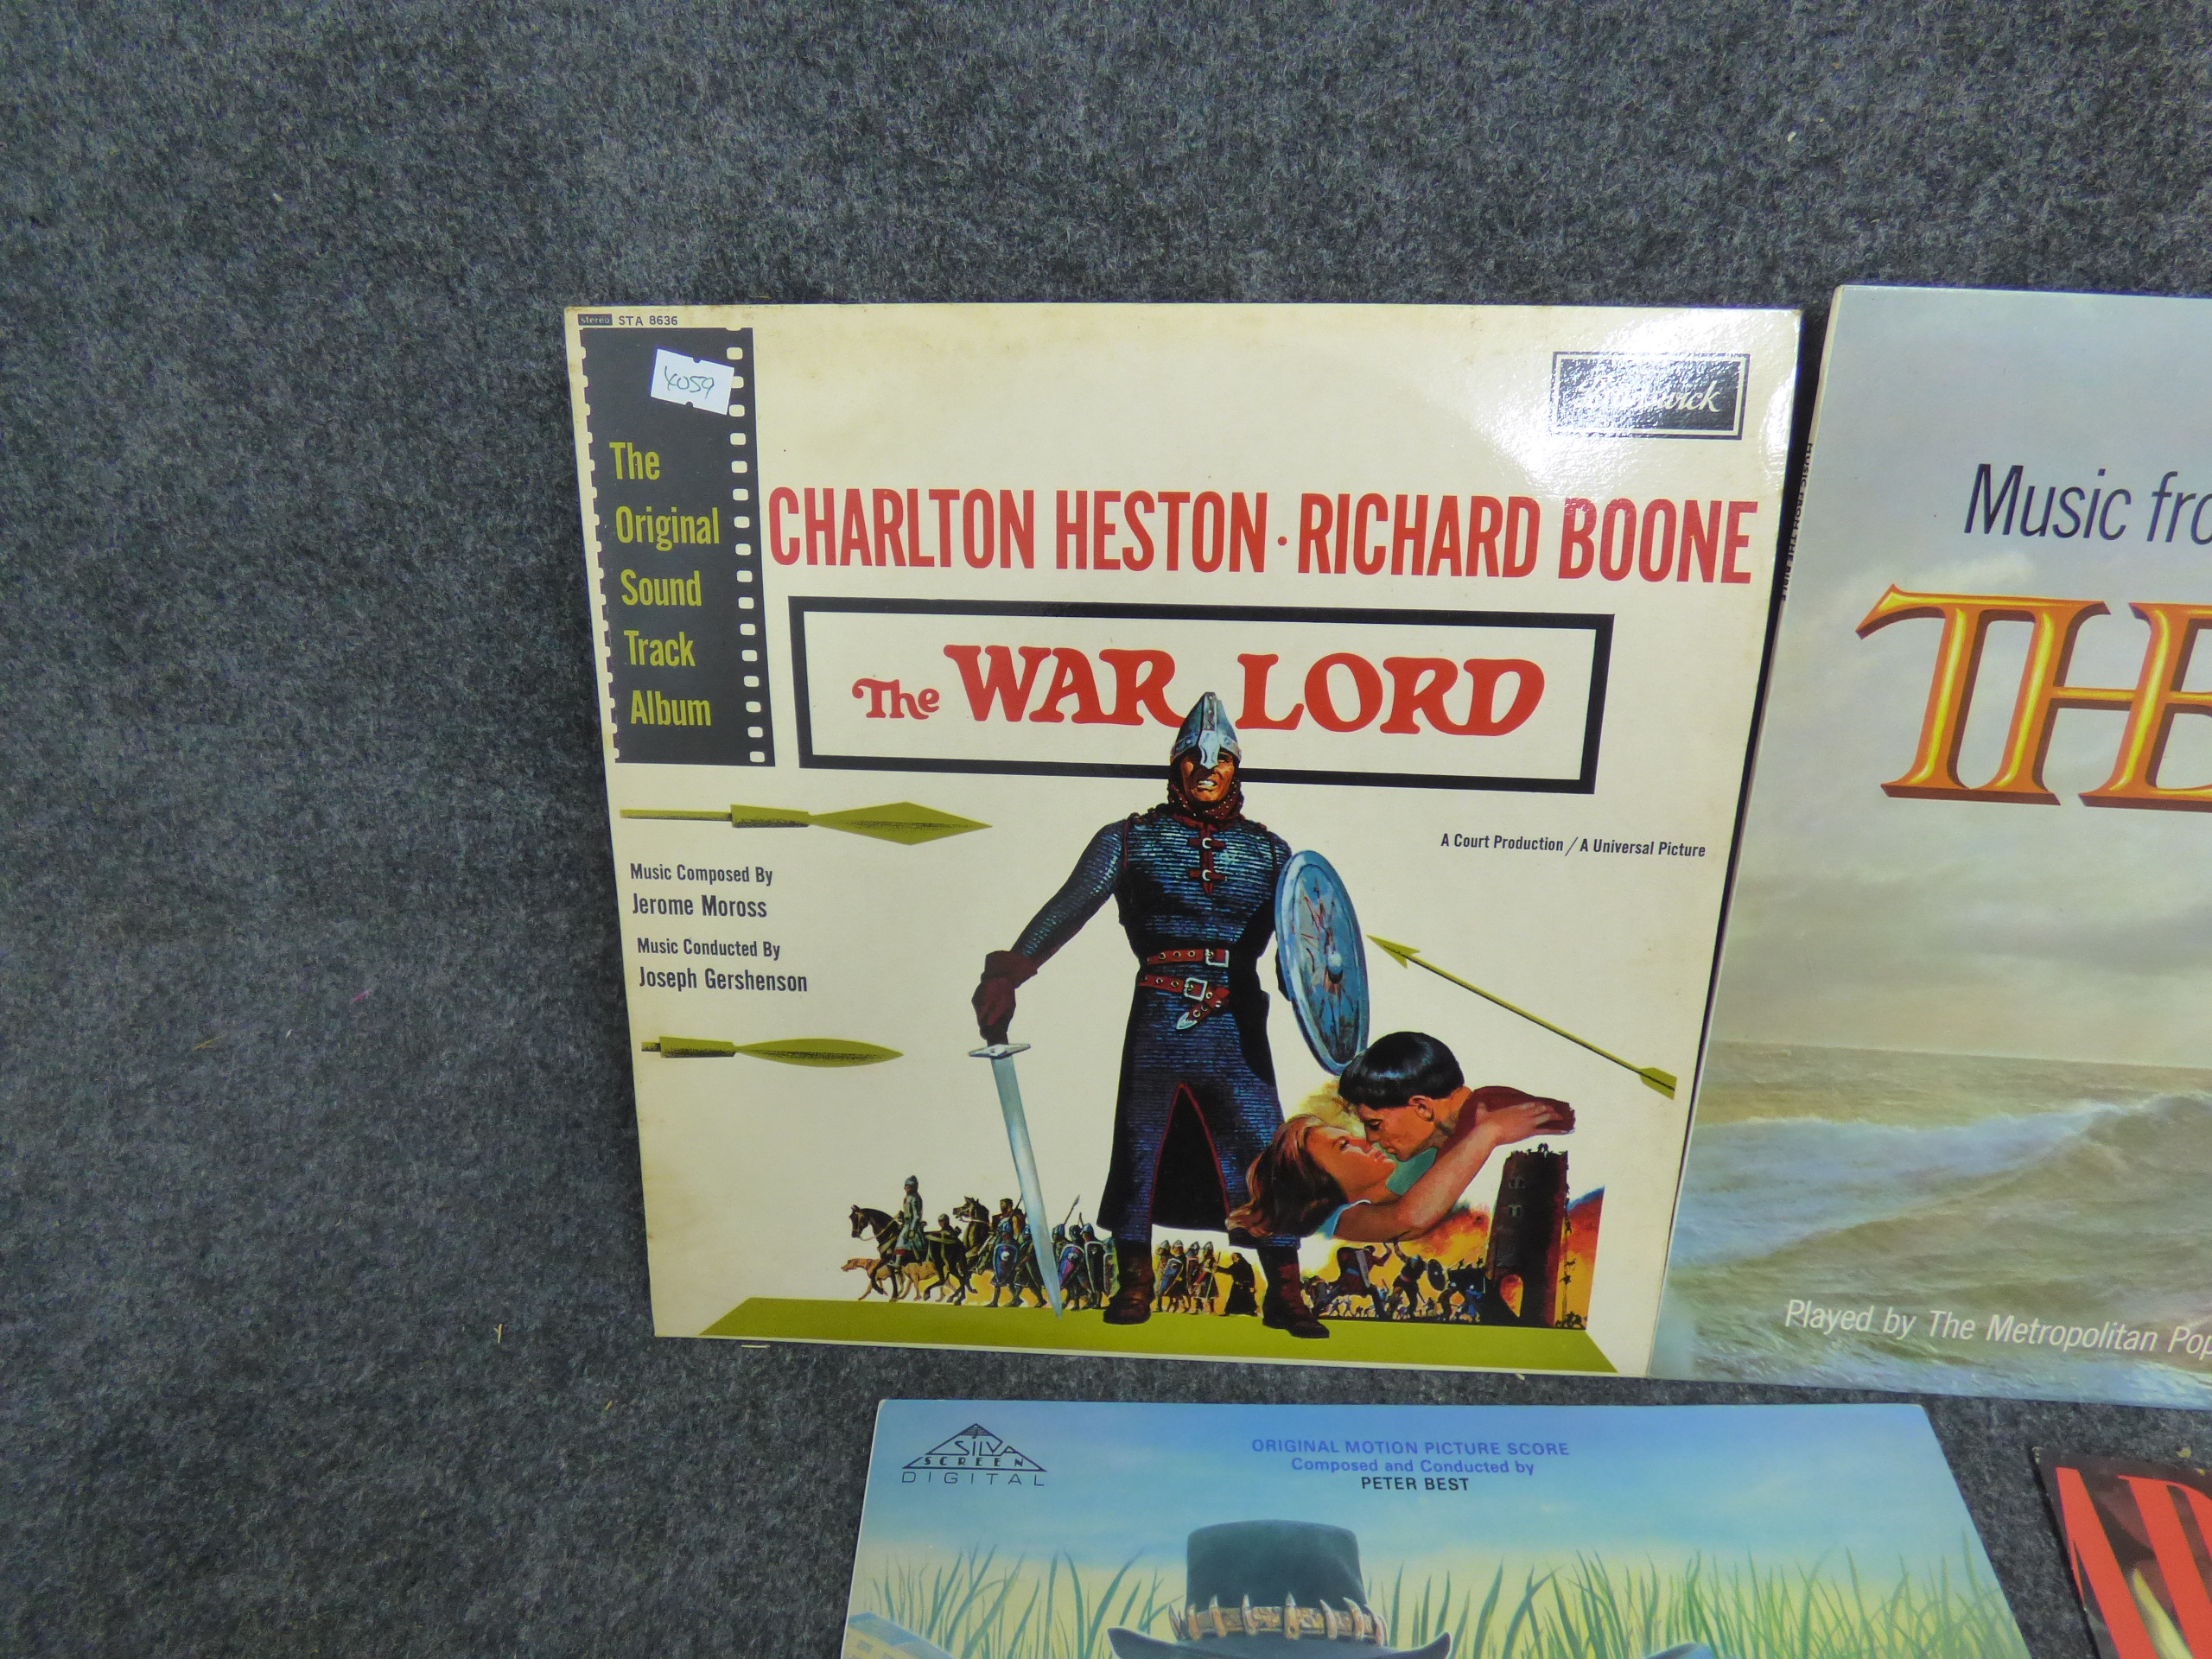 stereo STA 8636
4059
The
Original
Sound
Track
Album
CHARLTON HESTON · RICHARD BOONE
The WAR LORD
A Court Production / A Universal Picture
Music Composed By
Jerome Moross
Music Conducted By
Joseph Gershenson
Music
THE
Played by The Metropolitan Pop
SILVA
SCREEN
DIGITAL
ORIGINAL MOTION PICTURE SCORE
Composed and Conducted by
PETER BEST